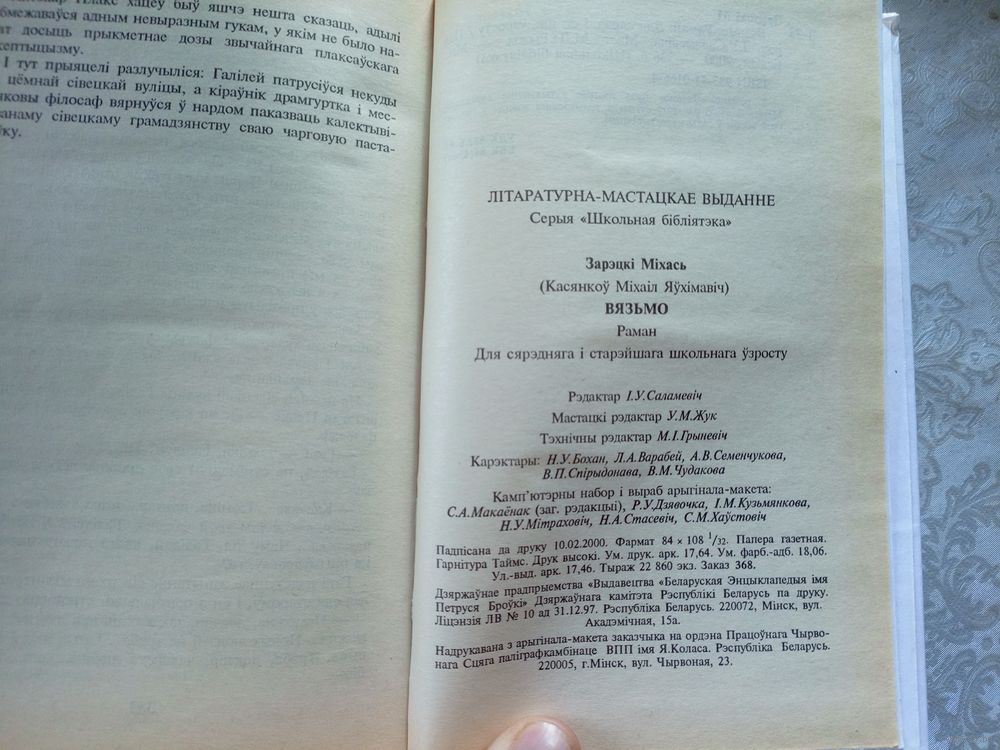 хацеў быў яшчэ нешта сказаць, адылі
бмежаваўся адным невыразным гукам, у якім не было на-
ат досыць прыкметнае дозы звычайнага плаксаўскага
кептыцызму.
І тут прыяцелі разлучыліся: Галілей патрусіўся некуды
цёмнай сівецкай вуліцы, а кіраўнік драмгуртка і мес-
ковы філосаф вярнуўся ў нардом паказваць калектыві-
анаму сівецкаму грамадзянству сваю чарговую паста-
ўку.
ЛІТАРАТУРНА-МАСТАЦКАЕ ВЫДАННЕ
Серыя «Школьная бібліятэка»
Зарэцкі Міхась
(Касянкоў Міхаіл Яўхімавіч)
ВЯЗЬМО
Раман
Для сярэдняга і старэйшага школьнага ўзросту
Рэдактар І.У.Саламевіч
Мастацкі рэдактар У.М.Жук
Тэхнічны рэдактар М.І.Грыневіч
Карэктары: Н.У.Бохан, Л.А.Варабей, А.В.Семенчукова,
В.П.Спірыдонава, В.М.Чудакова
Камп'ютэрны набор і выраб арыгінала-макета:
С.А.Макаёнак (заг. рэдакцыі), Р.У.Дзявочка, І.М.Кузьмянкова,
Н.У.Мітраховіч, Н.А.Стасевіч, С.М.Хаўстовіч
Падпісана да друку 10.02.2000. Фармат 84 × 108 1/32. Папера газетная.
Гарнітура Таймс. Друк высокі. Ум. друк. арк. 17,64. Ум. фарб.-адб. 18,06.
Ул.-выд. арк. 17,46. Тыраж 22 860 экз. Заказ 368.
Дзяржаўнае прадпрыемства «Выдавецтва «Беларуская Энцыклапедыя імя
Петруся Броўкі» Дзяржаўнага камітэта Рэспублікі Беларусь па друку.
Ліцэнзія ЛВ № 10 ад 31.12.97. Рэспубліка Беларусь. 220072, Мінск, вул.
Акадэмічная, 15а.
Надрукавана з арыгінала-макета заказчыка на ордэна Працоўнага Чырво-
нага Сцяга паліграфкамбінаце ВПП імя Я.Коласа. Рэспубліка Беларусь.
220005, г.Мінск, вул. Чырвоная, 23.